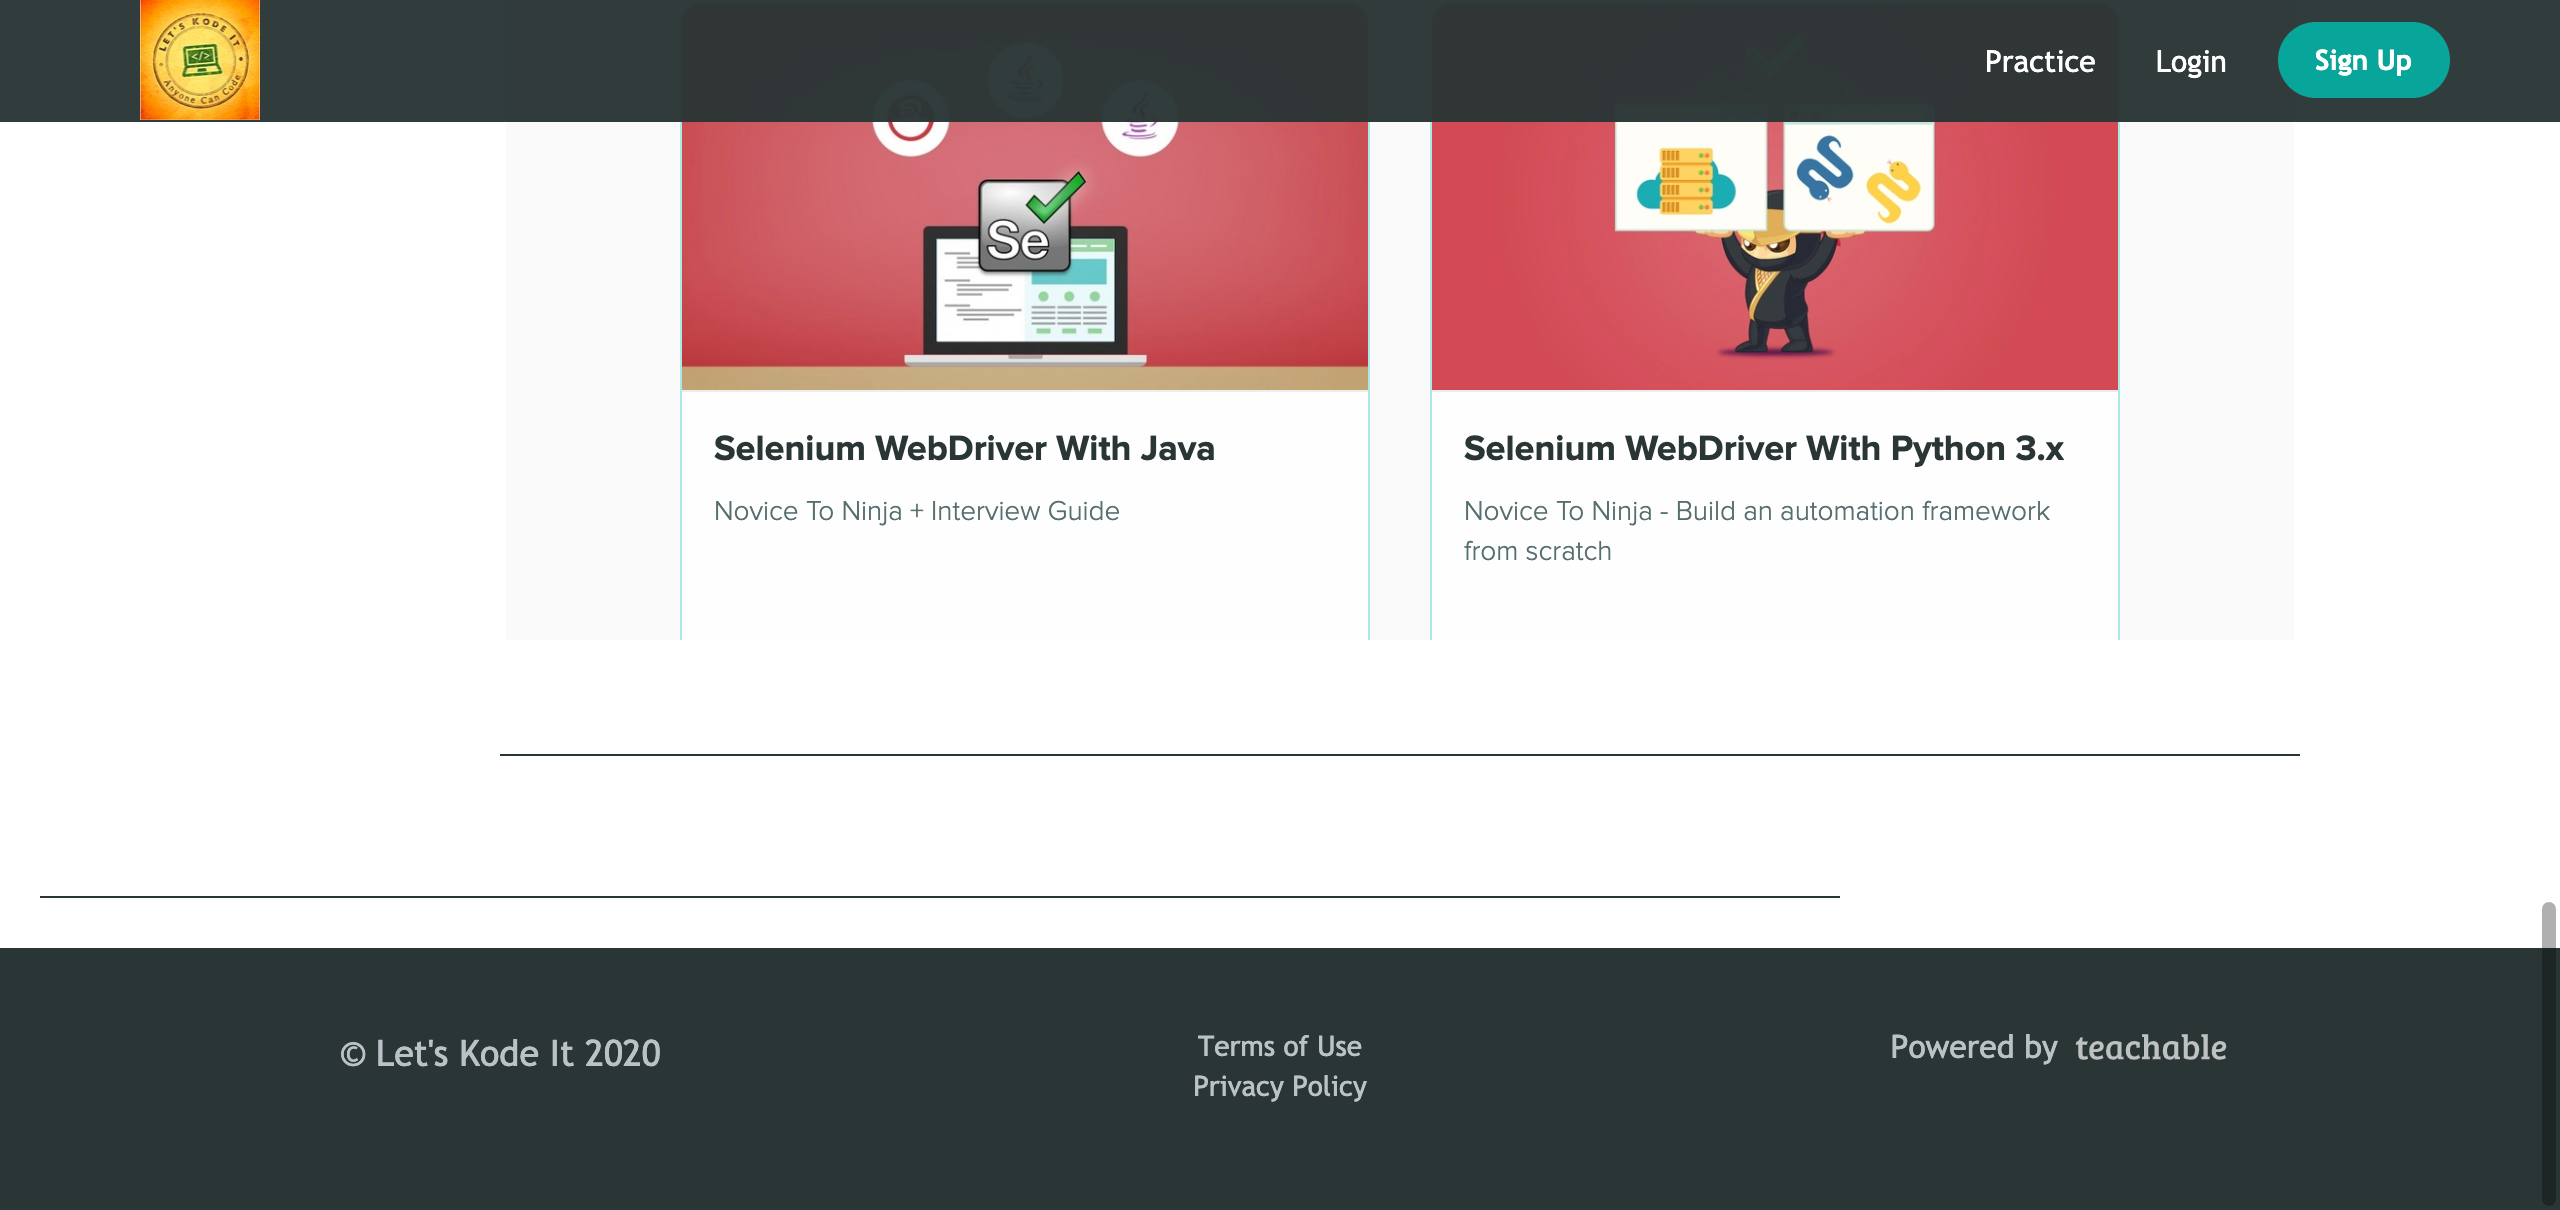 LET'S KODE IT
Anyone Can Code
Practice
Login
Sign Up
Se
Selenium WebDriver With Java
Novice To Ninja + Interview Guide
Selenium WebDriver With Python 3.x
Novice To Ninja - Build an automation framework
from scratch
© Let's Kode It 2020
Terms of Use
Privacy Policy
Powered by teachable